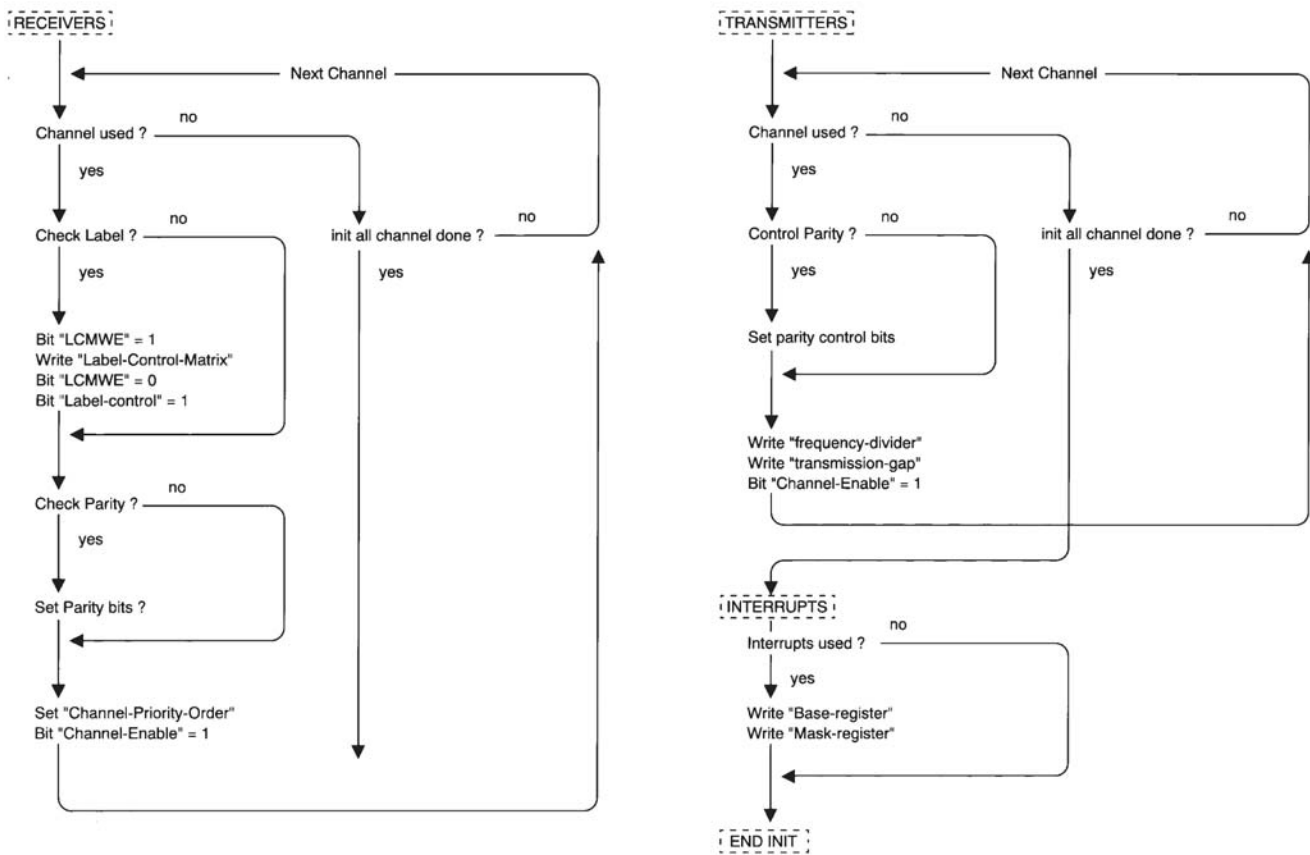 RECEIVERS
Next Channel
no
Channel used ?
yes
no
no
Check Label ?
init all channel done ?
yes
yes
Bit "LCMWE" = 1
Write "Label-Control-Matrix"
Bit "LCMWE" = 0
Bit "Label-control" = 1
no
Check Parity ?
yes
Set Parity bits ?
Set "Channel-Priority-Order"
Bit "Channel-Enable" = 1
TRANSMITTERS
Next Channel
no
Channel used ?
yes
no
no
Control Parity ?
init all channel done ?
yes
yes
Set parity control bits
Write "frequency-divider"
Write "transmission-gap"
Bit "Channel-Enable" = 1
INTERRUPTS
no
Interrupts used ?
yes
Write "Base-register"
Write "Mask-register"
END INIT